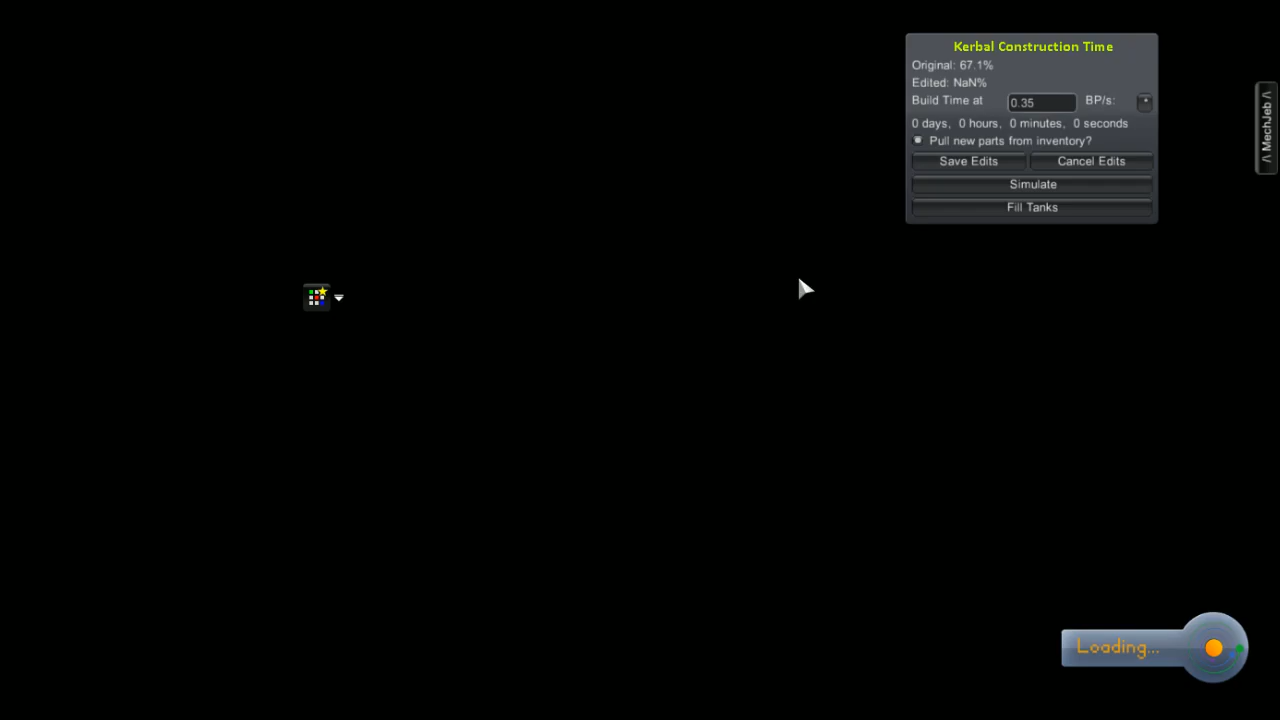 Kerbal Construction Time
Original: 67.1%
Edited: NaN%
Build Time at 0.35 BP/s: *
0 days, 0 hours, 0 minutes, 0 seconds
Pull new parts from inventory?
Save Edits Cancel Edits
Simulate
Fill Tanks
/\ MechJeb /\
Loading...